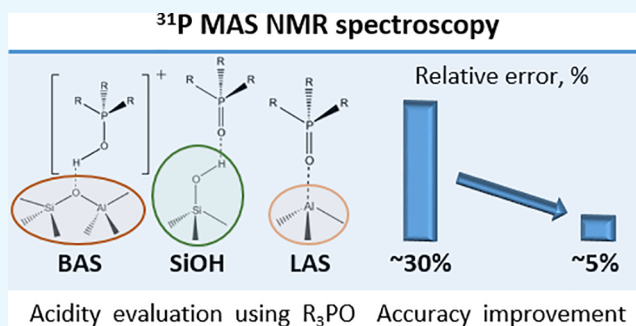 ³¹P MAS NMR spectroscopy
Relative error, %
R
R R
P
O
H
O
Si Al
+
R
R R
P
O
H
O
Si
R
R R
P
O
Al
BAS SiOH LAS ~30% ~5%
Acidity evaluation using R₃PO Accuracy improvement